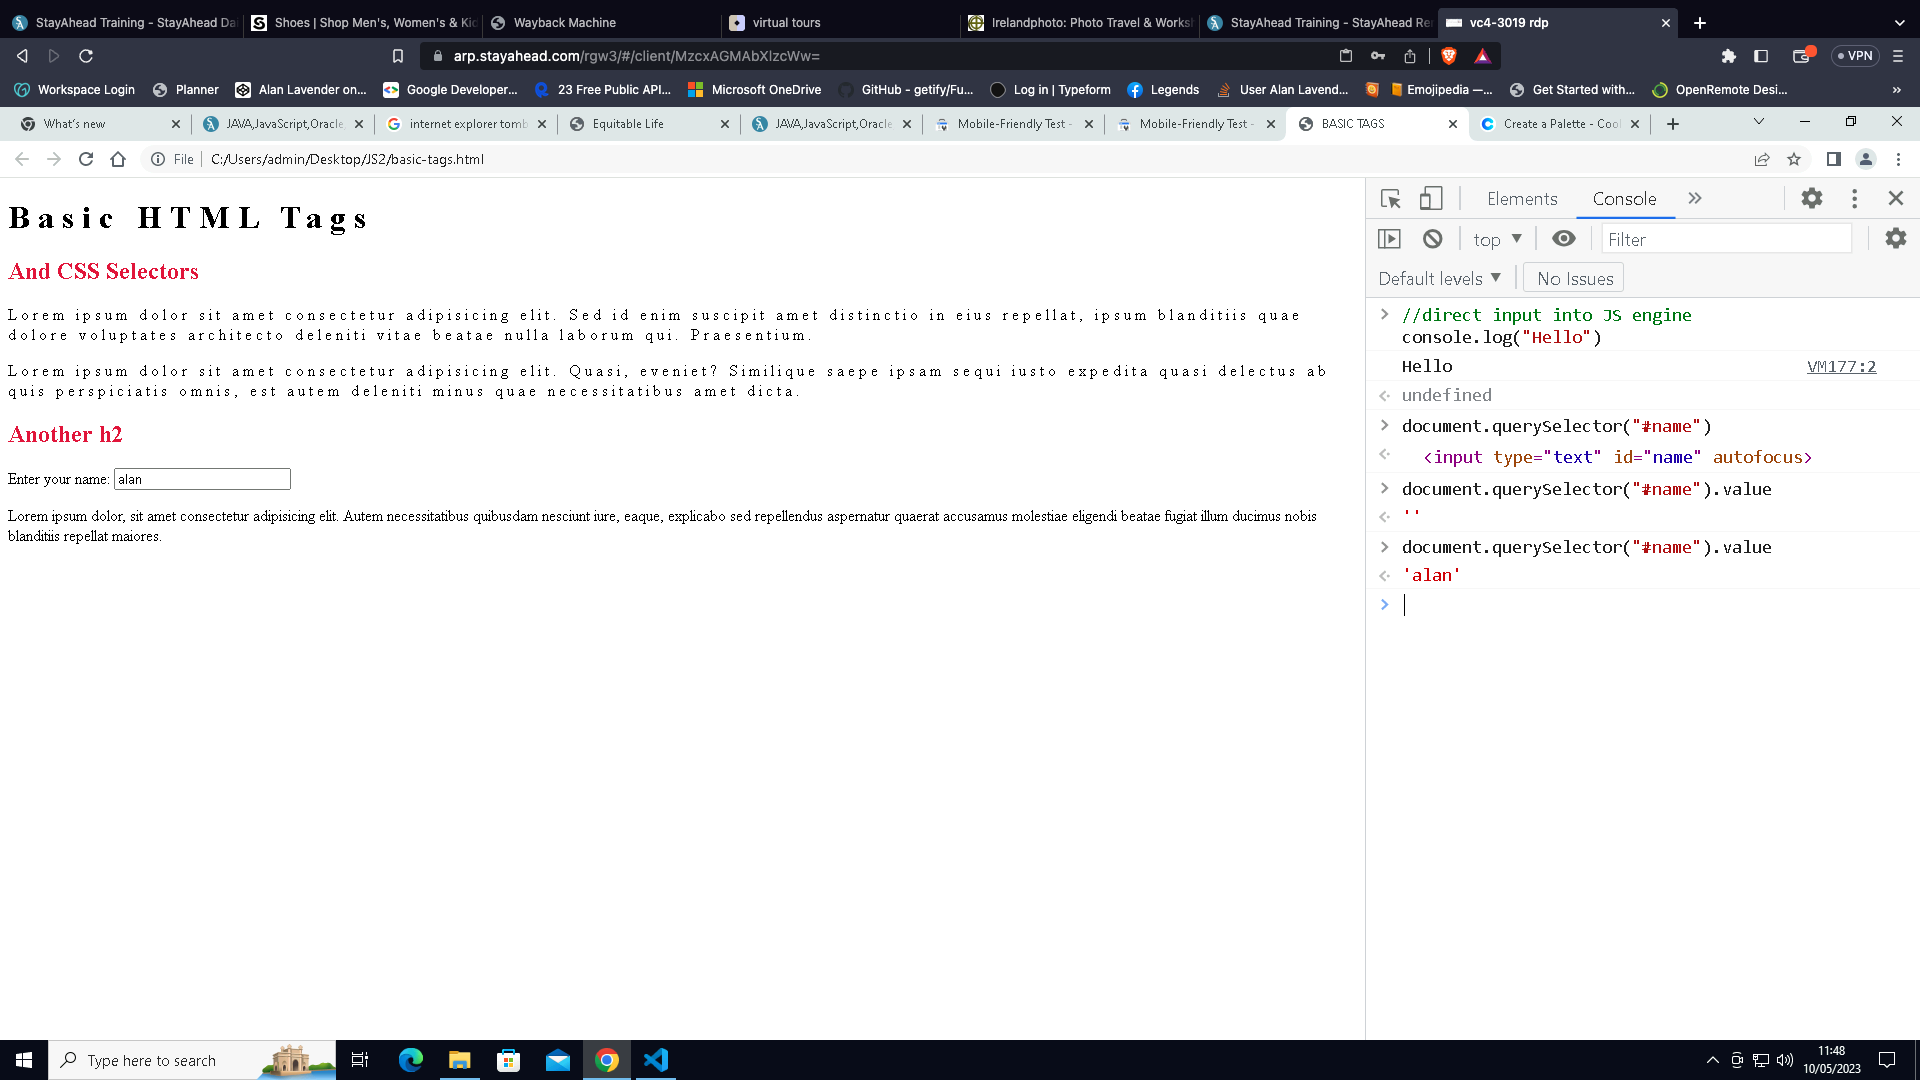 StayAhead Training - StayAhead Da
Shoes | Shop Men's, Women's & Kid
Wayback Machine
virtual tours
Irelandphoto: Photo Travel & Worksh
StayAhead Training - StayAhead Re
vc4-3019 rdp
arp.stayahead.com/rgw3/#/client/MzcxAGMAbXlzcWw=
VPN
Workspace Login
Planner
Alan Lavender on...
Google Developer...
23 Free Public API...
Microsoft OneDrive
GitHub - getify/Fu...
Log in | Typeform
Legends
User Alan Lavend...
Emojipedia —...
Get Started with...
OpenRemote Desi...
»
What's new
JAVA,JavaScript,Oracle,
internet explorer tomb
Equitable Life
JAVA,JavaScript,Oracle
Mobile-Friendly Test -
Mobile-Friendly Test -
BASIC TAGS
Create a Palette - Cool
File
C:/Users/admin/Desktop/JS2/basic-tags.html
Basic HTML Tags
And CSS Selectors
Lorem ipsum dolor sit amet consectetur adipisicing elit. Sed id enim suscipit amet distinctio in eius repellat, ipsum blanditiis quae
dolore voluptates architecto deleniti vitae beatae nulla laborum qui. Praesentium.
Lorem ipsum dolor sit amet consectetur adipisicing elit. Quasi, eveniet? Similique saepe ipsam sequi iusto expedita quasi delectus ab
quis perspiciatis omnis, est autem deleniti minus quae necessitatibus amet dicta.
Another h2
Enter your name: alan
Lorem ipsum dolor, sit amet consectetur adipisicing elit. Autem necessitatibus quibusdam nesciunt iure, eaque, explicabo sed repellendus aspernatur quaerat accusamus molestiae eligendi beatae fugiat illum ducimus nobis
blanditiis repellat maiores.
Elements
Console
top
Filter
Default levels
No Issues
//direct input into JS engine
console.log("Hello")
Hello VM177:2
undefined
document.querySelector("#name")
<input type="text" id="name" autofocus>
document.querySelector("#name").value
''
document.querySelector("#name").value
'alan'
Type here to search
11:48
10/05/2023